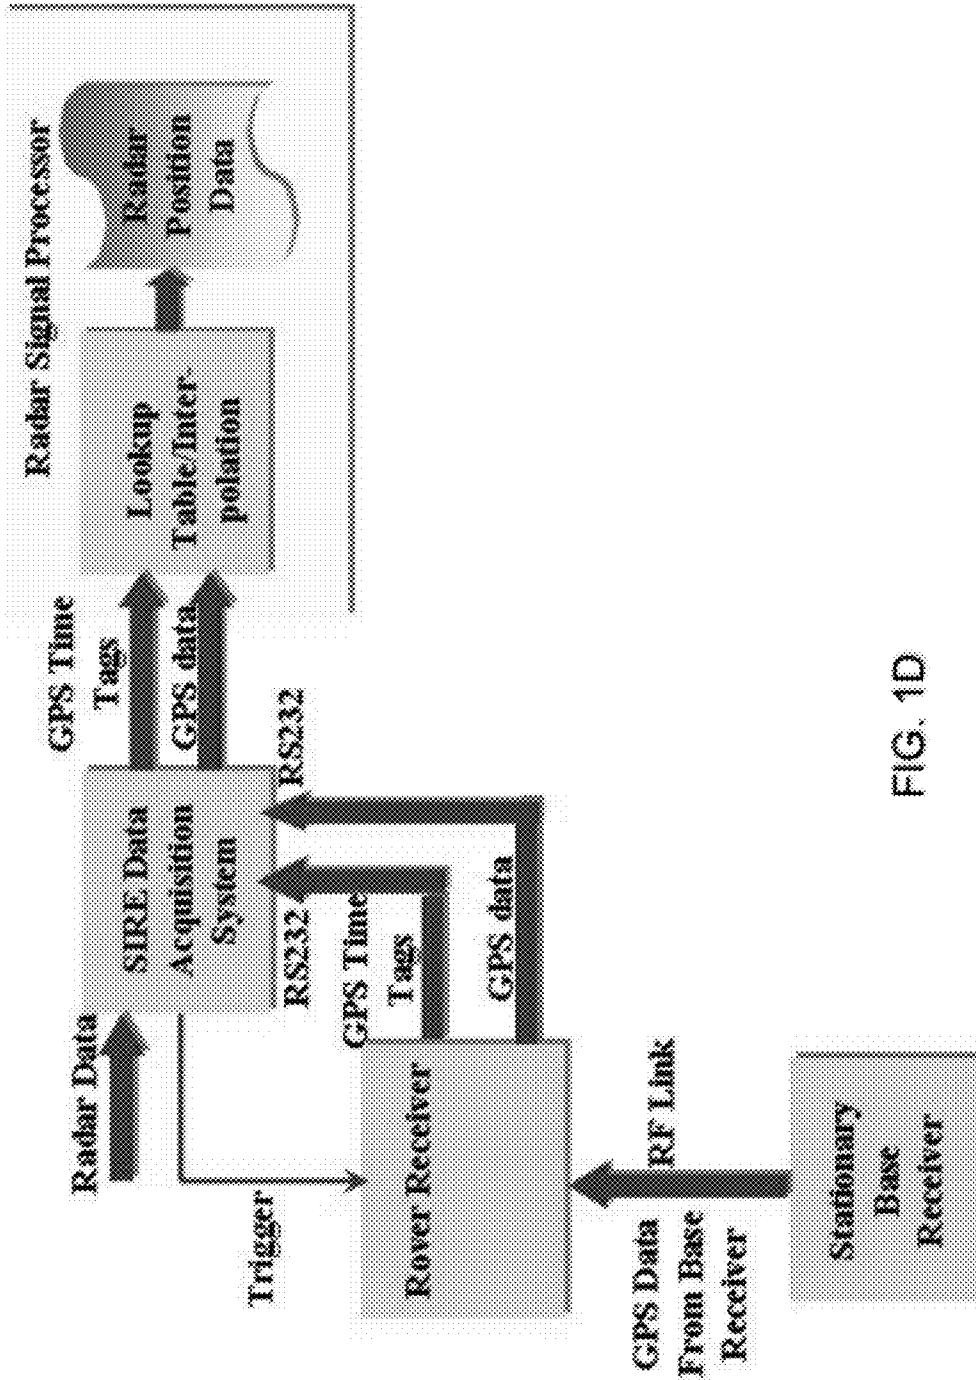 Radar Signal Processor
Radar
Position
Data
Lookup
Table/Inter-
polation
GPS Time
Tags
GPS data
SIRE Data
Acquisition
System
Radar Data
RS232
RS232
GPS Time
Tags
GPS data
Trigger
Rover Receiver
RF Link
GPS Data
From Base
Receiver
Stationary
Base
Receiver
FIG. 1D